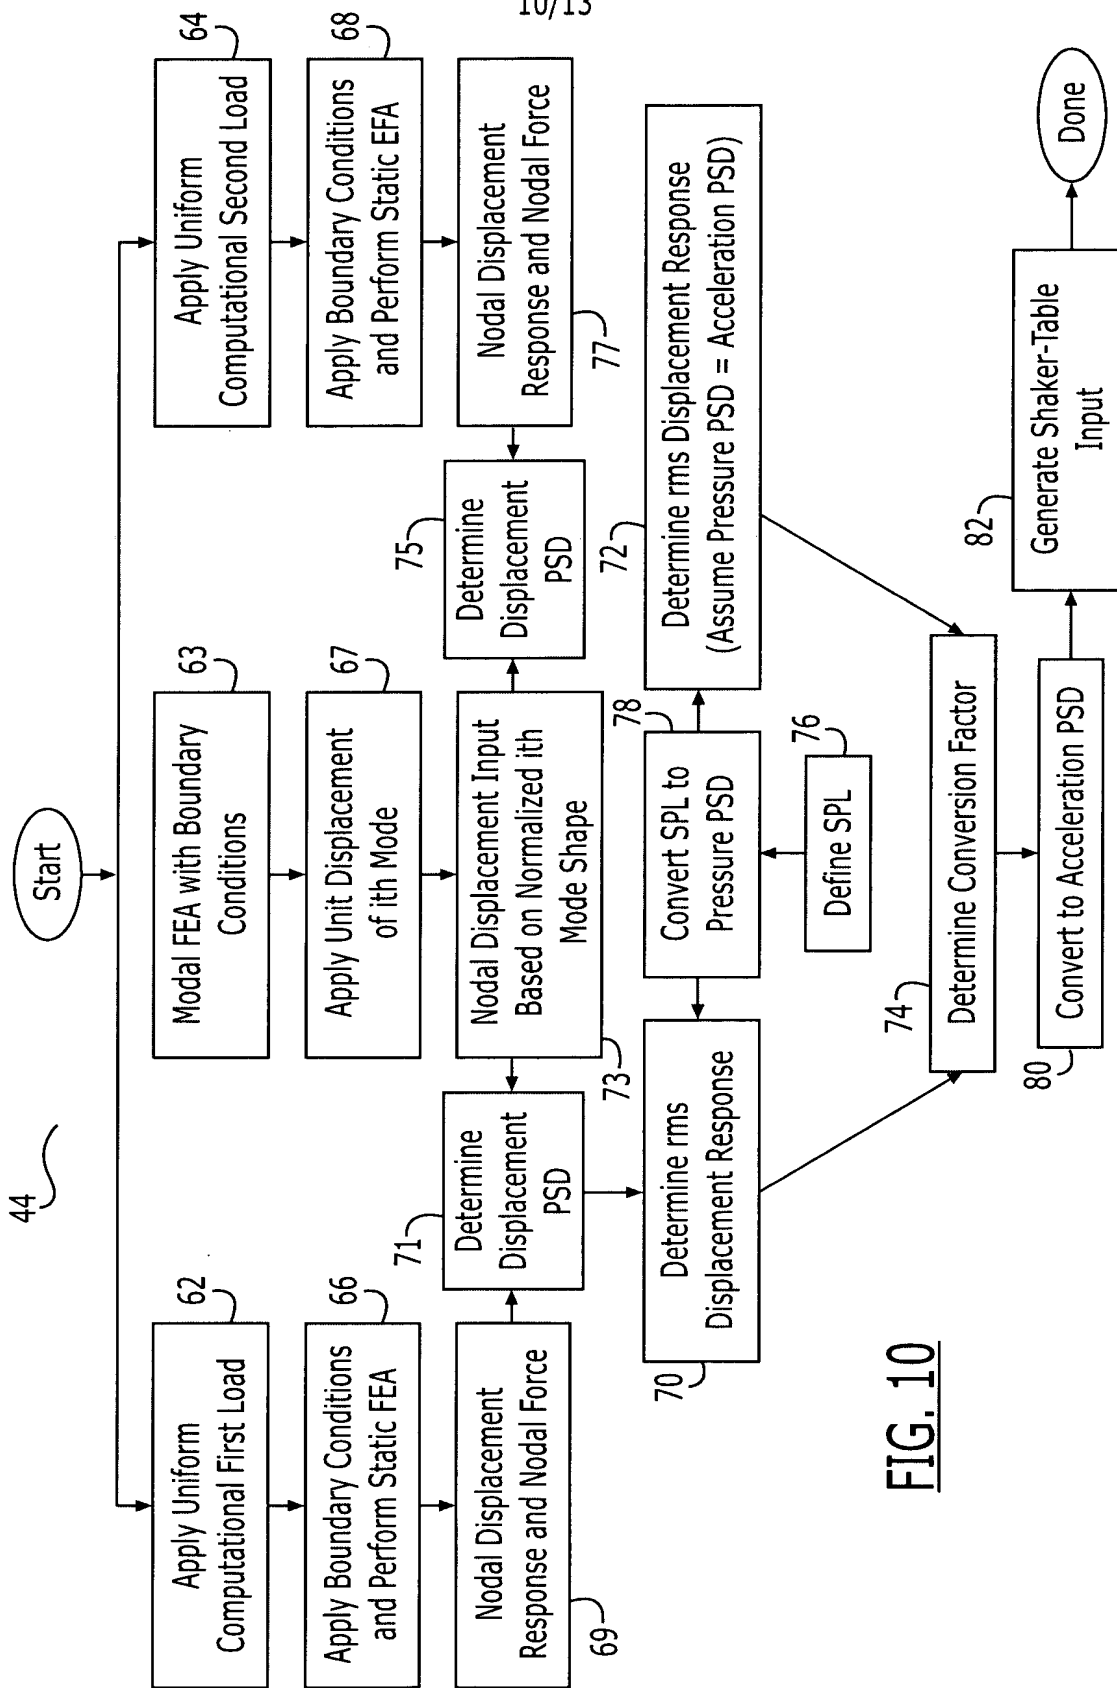 10/13
44
Start
62
Apply Uniform
Computational First Load
63
Modal FEA with Boundary
Conditions
64
Apply Uniform
Computational Second Load
66
Apply Boundary Conditions
and Perform Static FEA
67
Apply Unit Displacement
of ith Mode
68
Apply Boundary Conditions
and Perform Static EFA
69
Nodal Displacement
Response and Nodal Force
71
Determine
Displacement
PSD
73
Nodal Displacement Input
Based on Normalized ith
Mode Shape
75
Determine
Displacement
PSD
77
Nodal Displacement
Response and Nodal Force
70
Determine rms
Displacement Response
78
Convert SPL to
Pressure PSD
72
Determine rms Displacement Response
(Assume Pressure PSD = Acceleration PSD)
76
Define SPL
74
Determine Conversion Factor
80
Convert to Acceleration PSD
82
Generate Shaker-Table
Input
Done
FIG. 10